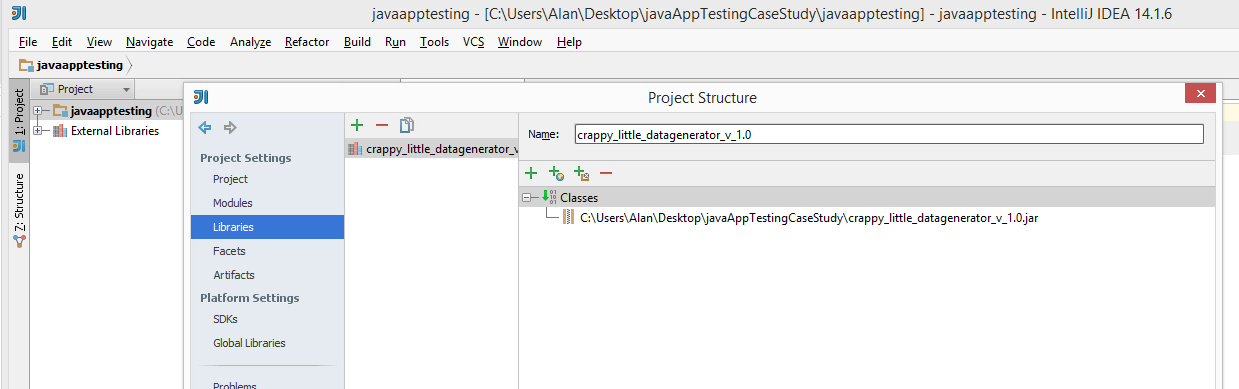 javaapptesting - [C:\Users\Alan\Desktop\javaAppTestingCaseStudy\javaapptesting] - javaapptesting - IntelliJ IDEA 14.1.6
File Edit View Navigate Code Analyze Refactor Build Run Tools VCS Window Help
javaapptesting
1: Project
Z: Structure
Project
javaapptesting (C:\U
External Libraries
Project Structure
Project Settings
Project
Modules
Libraries
Facets
Artifacts
Platform Settings
SDKs
Global Libraries
Problems
crappy_little_datagenerator_v
Name: crappy_little_datagenerator_v_1.0
Classes
C:\Users\Alan\Desktop\javaAppTestingCaseStudy\crappy_little_datagenerator_v_1.0.jar